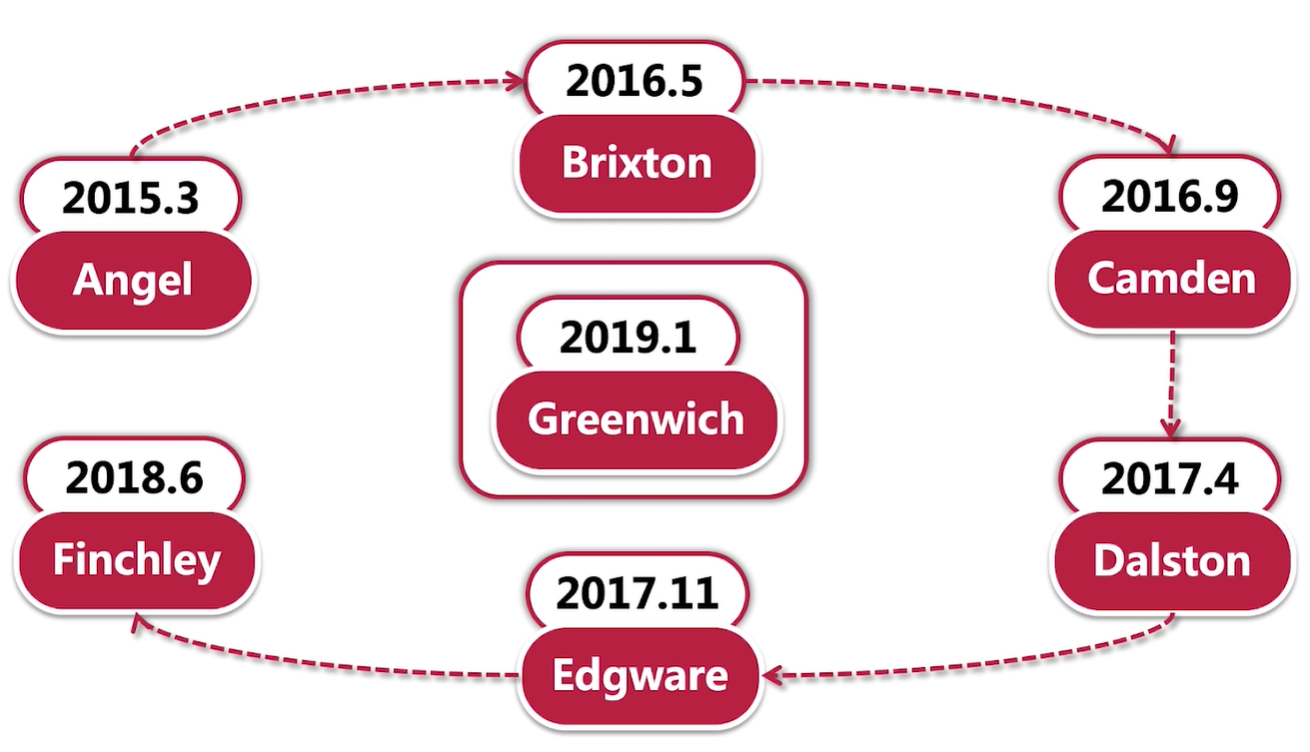 2016.5
Brixton
2015.3
Angel
2016.9
Camden
2019.1
Greenwich
2018.6
Finchley
2017.4
Dalston
2017.11
Edgware